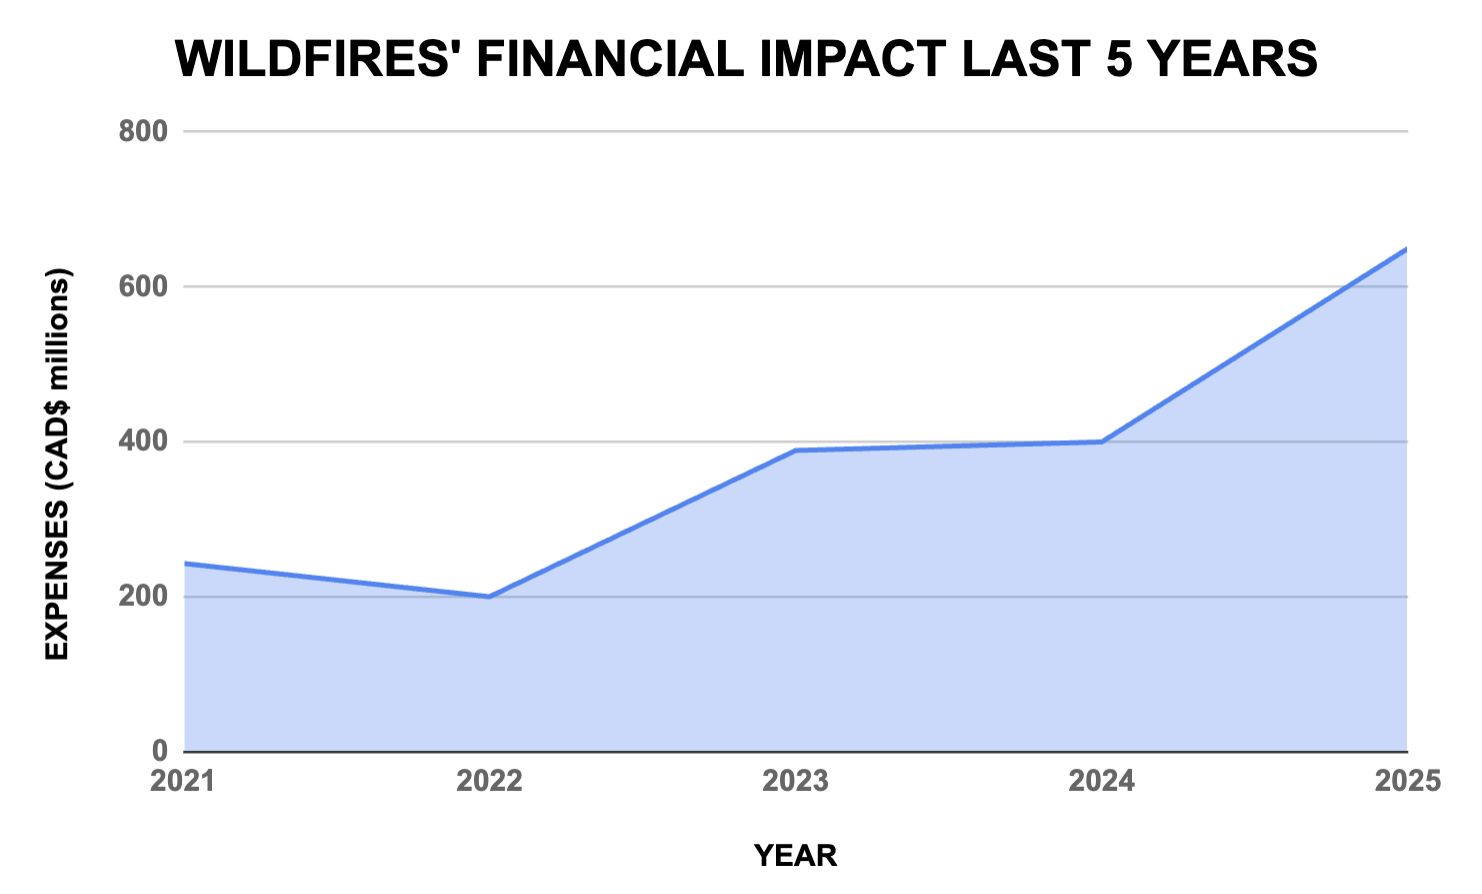 WILDFIRES' FINANCIAL IMPACT LAST 5 YEARS
800
600
400
200
0
EXPENSES (CAD$ millions)
2021 2022 2023 2024 2025
YEAR